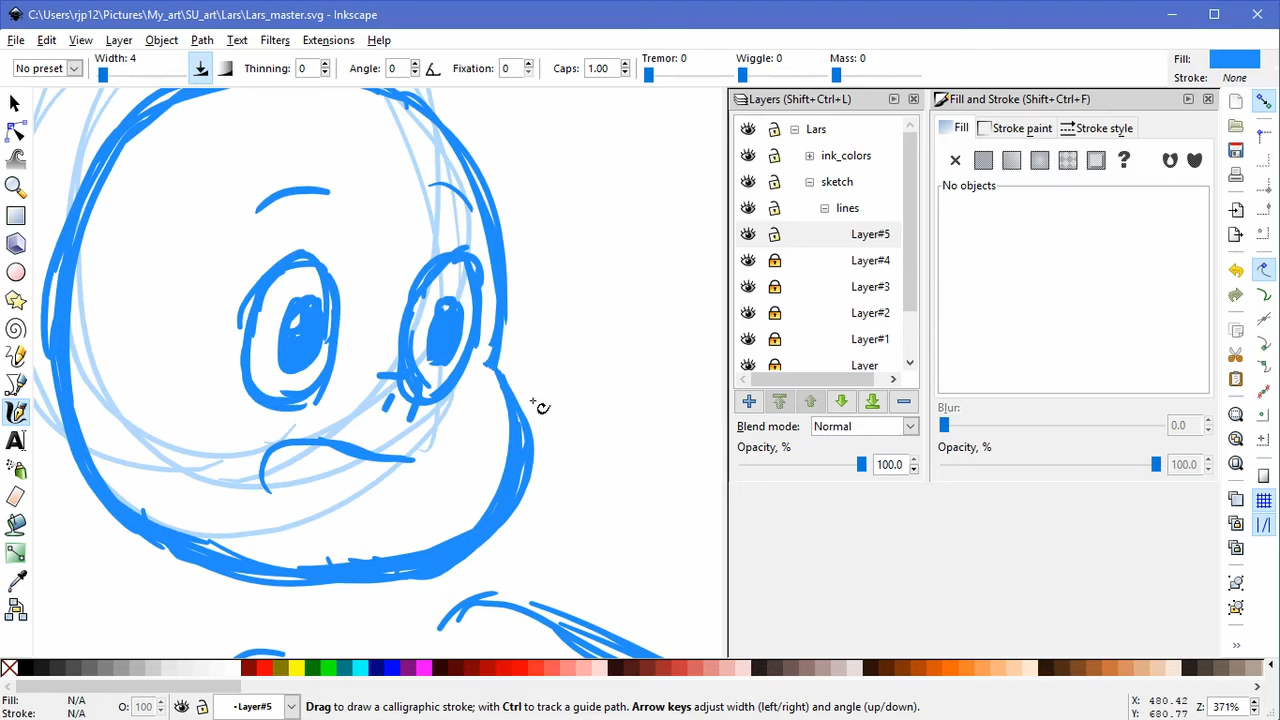 C:\Users\rjp12\Pictures\My_art\SU_art\Lars\Lars_master.svg - Inkscape
File Edit View Layer Object Path Text Filters Extensions Help
No preset Width: 4 Thinning: 0 Angle: 0 Fixation: 0 Caps: 1.00 Tremor: 0 Wiggle: 0 Mass: 0 Fill:
Stroke: None
Layers (Shift+Ctrl+L)
Lars
ink_colors
sketch
lines
Layer#5
Layer#4
Layer#3
Layer#2
Layer#1
Layer
Blend mode: Normal
Opacity, %
100.0
Fill and Stroke (Shift+Ctrl+F)
Fill Stroke paint Stroke style
?
No objects
Blur:
0.0
Opacity, %
100.0
A
Fill: N/A
Stroke: N/A
O: 100
•Layer#5
Drag to draw a calligraphic stroke; with Ctrl to track a guide path. Arrow keys adjust width (left/right) and angle (up/down).
X: 480.42
Y: 680.77
Z: 371%